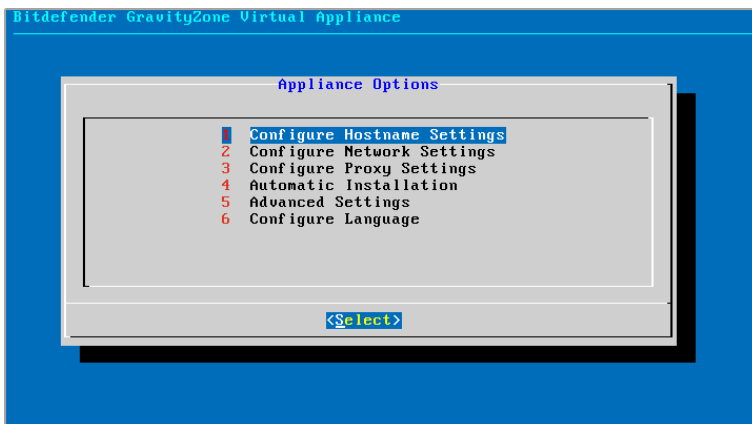 Bitdefender GravityZone Virtual Appliance
Appliance Options
1 Configure Hostname Settings
2 Configure Network Settings
3 Configure Proxy Settings
4 Automatic Installation
5 Advanced Settings
6 Configure Language
<Select>